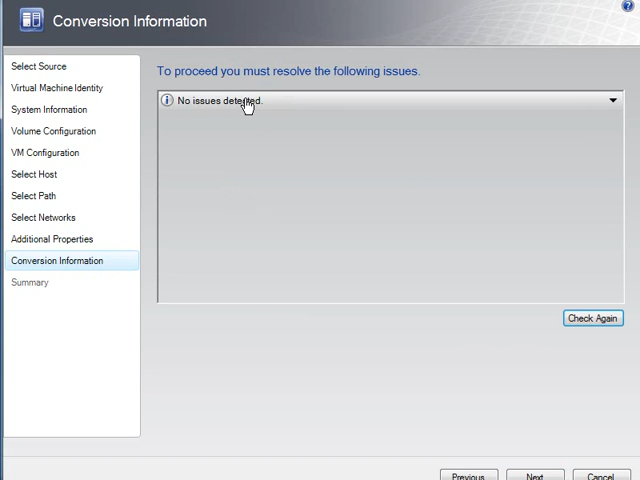 Conversion Information
?
Select Source
Virtual Machine Identity
System Information
Volume Configuration
VM Configuration
Select Host
Select Path
Select Networks
Additional Properties
Conversion Information
Summary
To proceed you must resolve the following issues.
No issues detected.
Check Again
Previous
Next
Cancel